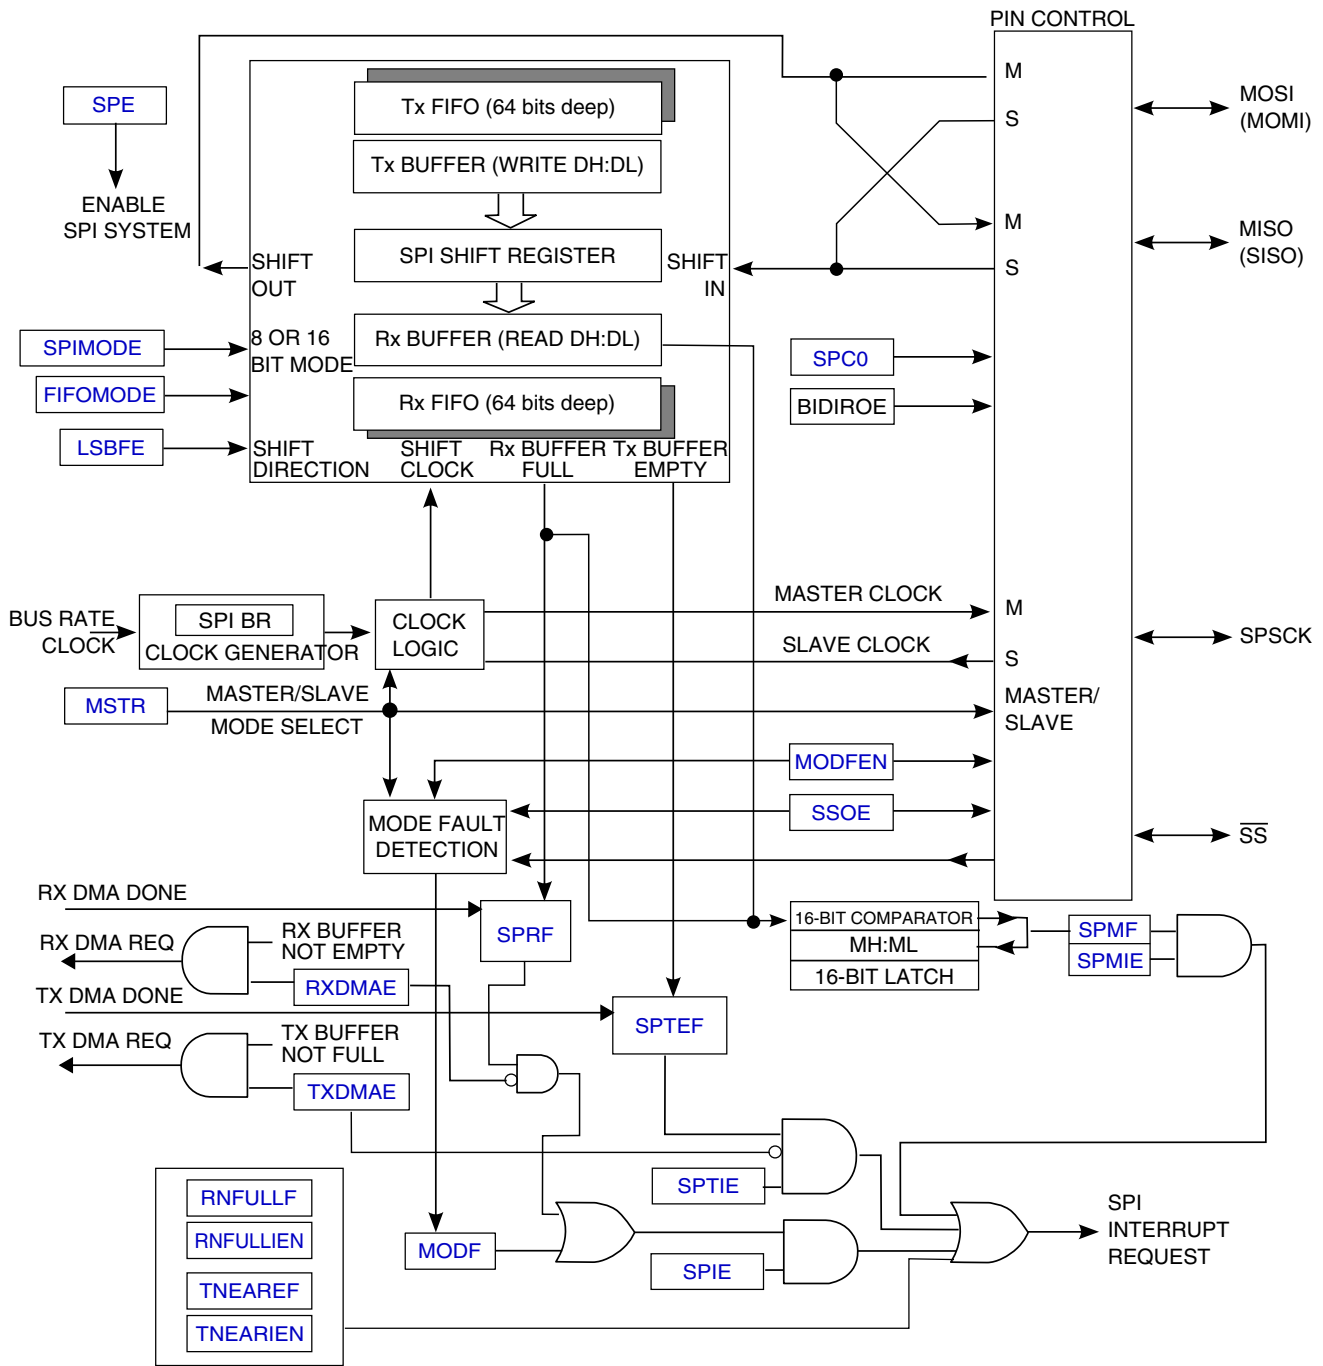 PIN CONTROL
SPE
ENABLE
SPI SYSTEM
Tx FIFO (64 bits deep)
Tx BUFFER (WRITE DH:DL)
SPI SHIFT REGISTER
Rx BUFFER (READ DH:DL)
Rx FIFO (64 bits deep)
SHIFT
OUT
SHIFT
IN
8 OR 16
BIT MODE
SHIFT
DIRECTION
SHIFT
CLOCK
Rx BUFFER
FULL
Tx BUFFER
EMPTY
SPIMODE
FIFOMODE
LSBFE
M
S
M
S
MOSI
(MOMI)
MISO
(SISO)
SPC0
BIDIROE
BUS RATE
CLOCK
SPI BR
CLOCK GENERATOR
CLOCK
LOGIC
MASTER CLOCK
M
SLAVE CLOCK
S
SPSCK
MSTR
MASTER/SLAVE
MODE SELECT
MASTER/
SLAVE
MODFEN
SSOE
MODE FAULT
DETECTION
SS
RX DMA DONE
RX DMA REQ
RX BUFFER
NOT EMPTY
RXDMAE
TX DMA DONE
TX DMA REQ
TX BUFFER
NOT FULL
TXDMAE
SPRF
SPTEF
16-BIT COMPARATOR
MH:ML
16-BIT LATCH
SPMF
SPMIE
SPTIE
RNFULLF
RNFULLIEN
TNEAREF
TNEARIEN
MODF
SPIE
SPI
INTERRUPT
REQUEST